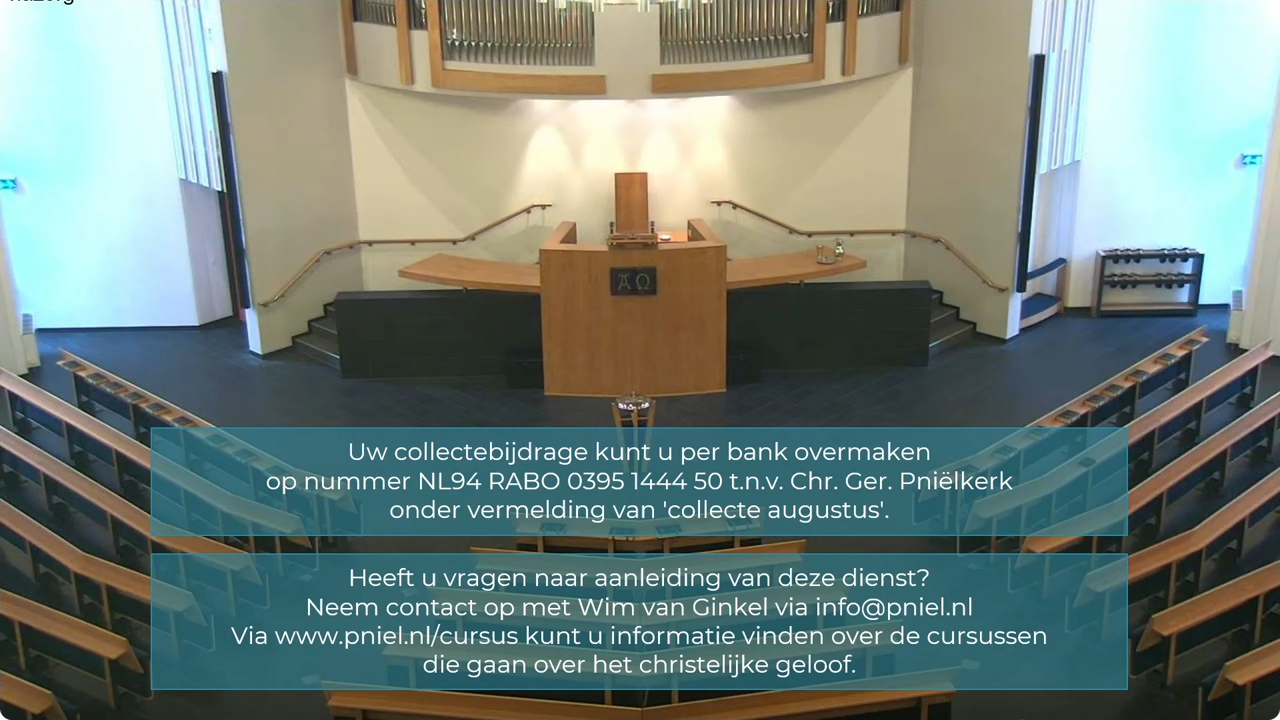 nazorg
Uw collectebijdrage kunt u per bank overmaken
op nummer NL94 RABO 0395 1444 50 t.n.v. Chr. Ger. Pniëlkerk
onder vermelding van 'collecte augustus'.
Heeft u vragen naar aanleiding van deze dienst?
Neem contact op met Wim van Ginkel via info@pniel.nl
Via www.pniel.nl/cursus kunt u informatie vinden over de cursussen
die gaan over het christelijke geloof.
Α Ω